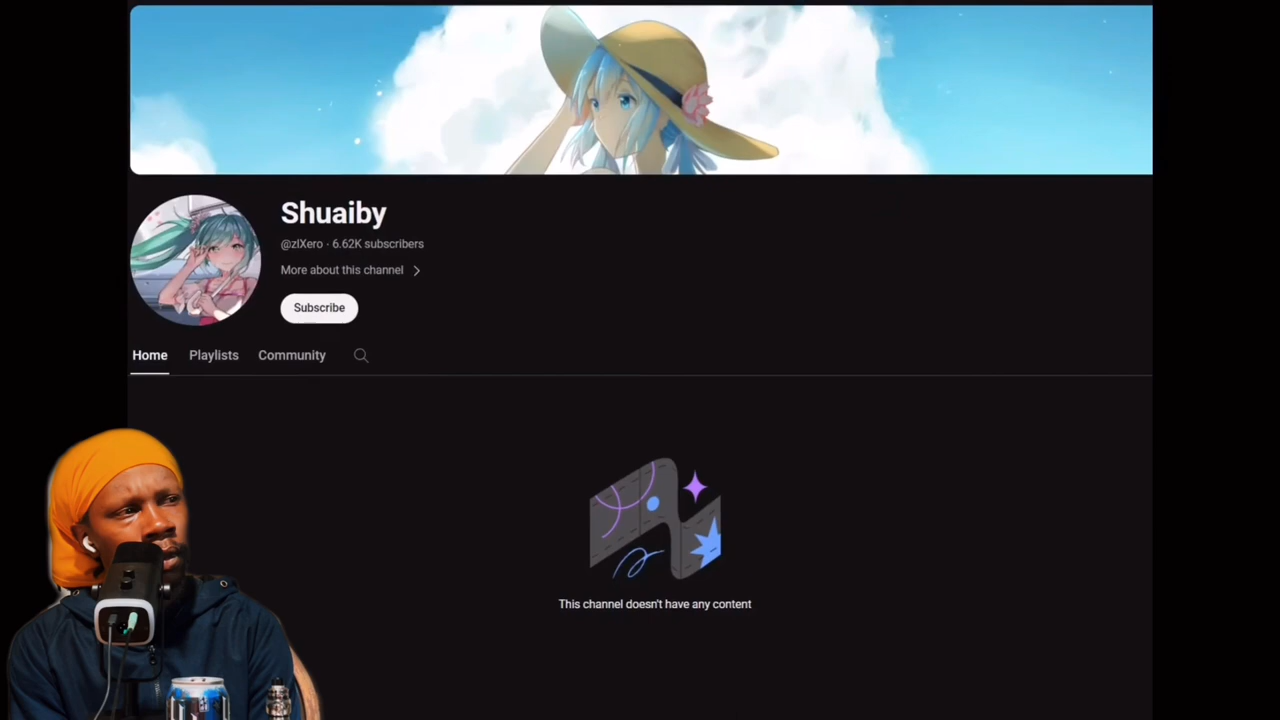 Shuaiby
@zlXero · 6.62K subscribers
More about this channel
Subscribe
Home Playlists Community
This channel doesn't have any content